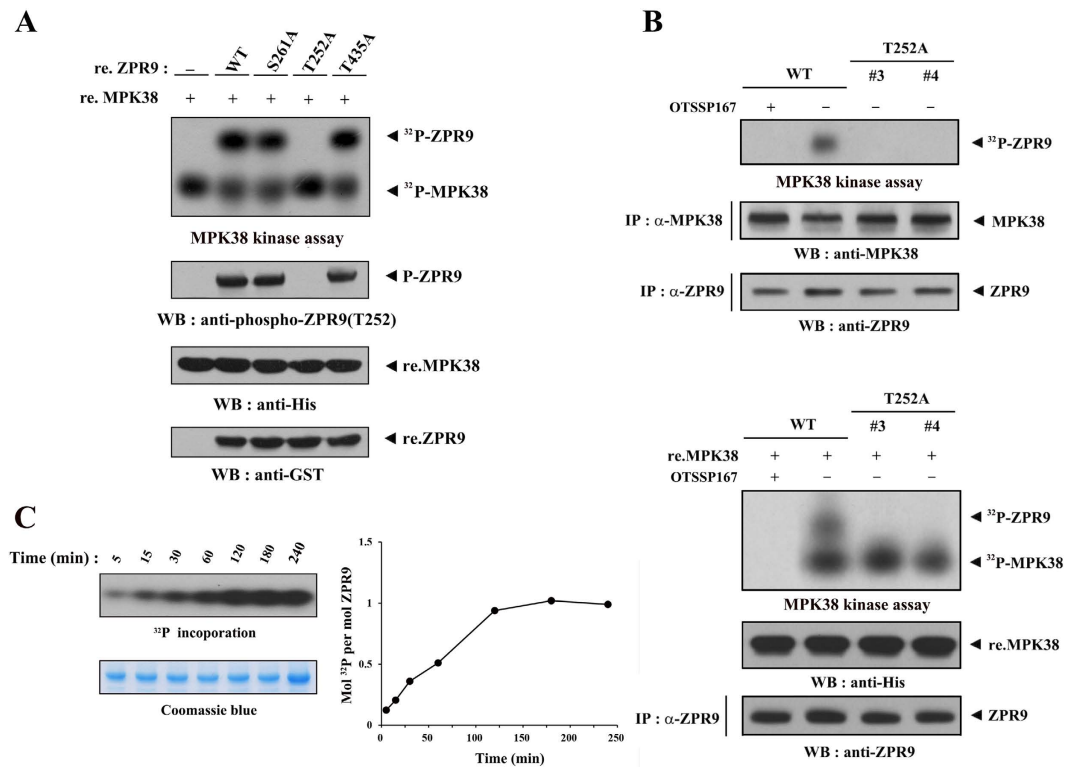 A
re. ZPR9 : – WT S261A T252A T435A
re. MPK38 + + + + +
◄ ³²P-ZPR9
◄ ³²P-MPK38
MPK38 kinase assay
◄ P-ZPR9
WB : anti-phospho-ZPR9(T252)
◄ re.MPK38
WB : anti-His
◄ re.ZPR9
WB : anti-GST
B
T252A
WT #3 #4
OTSSP167 + – – –
◄ ³²P-ZPR9
MPK38 kinase assay
IP : α-MPK38 ◄ MPK38
WB : anti-MPK38
IP : α-ZPR9 ◄ ZPR9
WB : anti-ZPR9
T252A
WT #3 #4
re.MPK38 + + + +
OTSSP167 + – – –
◄ ³²P-ZPR9
◄ ³²P-MPK38
MPK38 kinase assay
◄ re.MPK38
WB : anti-His
IP : α-ZPR9 ◄ ZPR9
WB : anti-ZPR9
C
Time (min) : 5 15 30 60 120 180 240
³²P incoporation
Coomassie blue
Mol ³²P per mol ZPR9
1.5
1
0.5
0
0 50 100 150 200 250
Time (min)